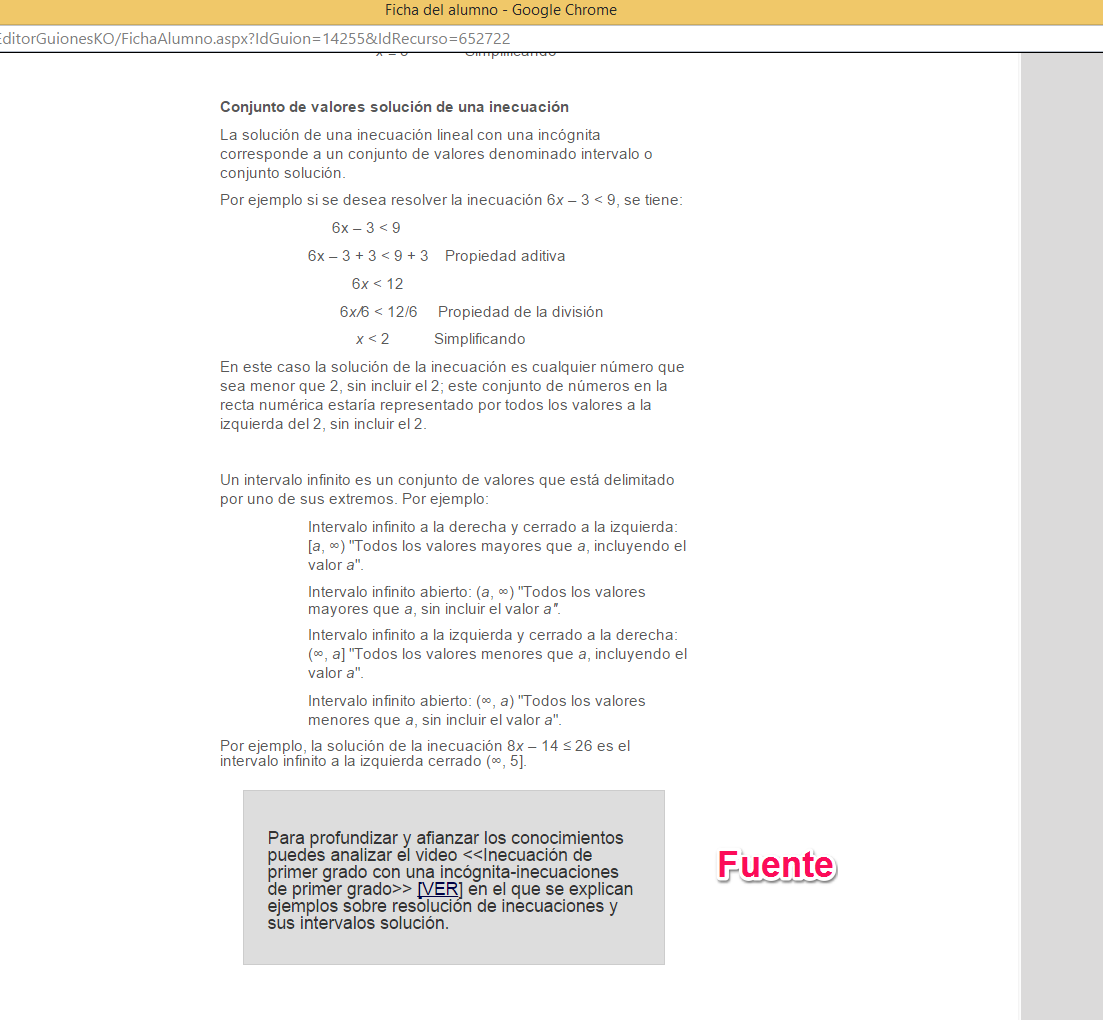 Ficha del alumno - Google Chrome
EditorGuionesKO/FichaAlumno.aspx?IdGuion=14255&IdRecurso=652722
Simplificando
Conjunto de valores solución de una inecuación
La solución de una inecuación lineal con una incógnita
corresponde a un conjunto de valores denominado intervalo o
conjunto solución.
Por ejemplo si se desea resolver la inecuación 6x – 3 < 9, se tiene:
6x – 3 < 9
6x – 3 + 3 < 9 + 3 Propiedad aditiva
6x < 12
6x/6 < 12/6 Propiedad de la división
x < 2 Simplificando
En este caso la solución de la inecuación es cualquier número que
sea menor que 2, sin incluir el 2; este conjunto de números en la
recta numérica estaría representado por todos los valores a la
izquierda del 2, sin incluir el 2.
Un intervalo infinito es un conjunto de valores que está delimitado
por uno de sus extremos. Por ejemplo:
Intervalo infinito a la derecha y cerrado a la izquierda:
[a, ∞) "Todos los valores mayores que a, incluyendo el
valor a".
Intervalo infinito abierto: (a, ∞) "Todos los valores
mayores que a, sin incluir el valor a".
Intervalo infinito a la izquierda y cerrado a la derecha:
(∞, a] "Todos los valores menores que a, incluyendo el
valor a".
Intervalo infinito abierto: (∞, a) "Todos los valores
menores que a, sin incluir el valor a".
Por ejemplo, la solución de la inecuación 8x – 14 ≤ 26 es el
intervalo infinito a la izquierda cerrado (∞, 5].
Para profundizar y afianzar los conocimientos
puedes analizar el video <<Inecuación de
primer grado con una incógnita-inecuaciones
de primer grado>> [VER] en el que se explican
ejemplos sobre resolución de inecuaciones y
sus intervalos solución.
Fuente